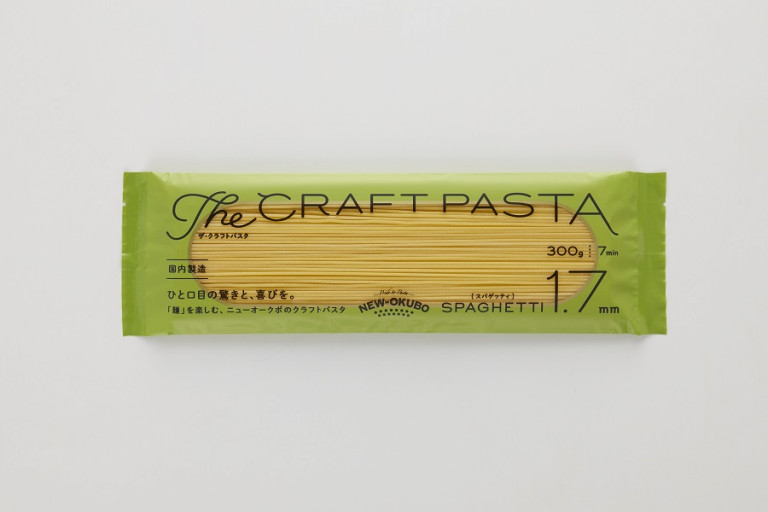 The CRAFT PASTA
ザ・クラフトパスタ
300g 7min
国内製造
ひと口目の驚きと、喜びを。
「麺」を楽しむ、ニューオークボのクラフトパスタ
NEW-OKUBO
(スパゲッティ)
SPAGHETTI 1.7mm